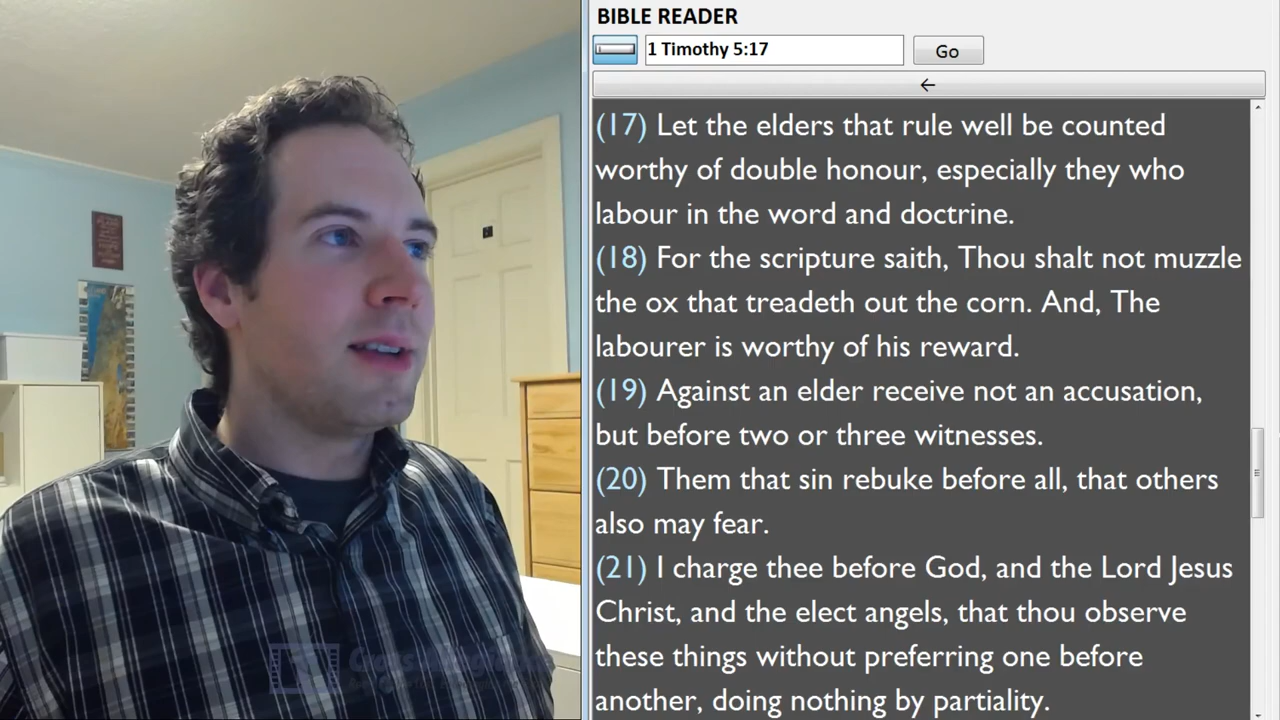 BIBLE READER
1 Timothy 5:17
Go
←
(17) Let the elders that rule well be counted
worthy of double honour, especially they who
labour in the word and doctrine.
(18) For the scripture saith, Thou shalt not muzzle
the ox that treadeth out the corn. And, The
labourer is worthy of his reward.
(19) Against an elder receive not an accusation,
but before two or three witnesses.
(20) Them that sin rebuke before all, that others
also may fear.
(21) I charge thee before God, and the Lord Jesus
Christ, and the elect angels, that thou observe
these things without preferring one before
another, doing nothing by partiality.